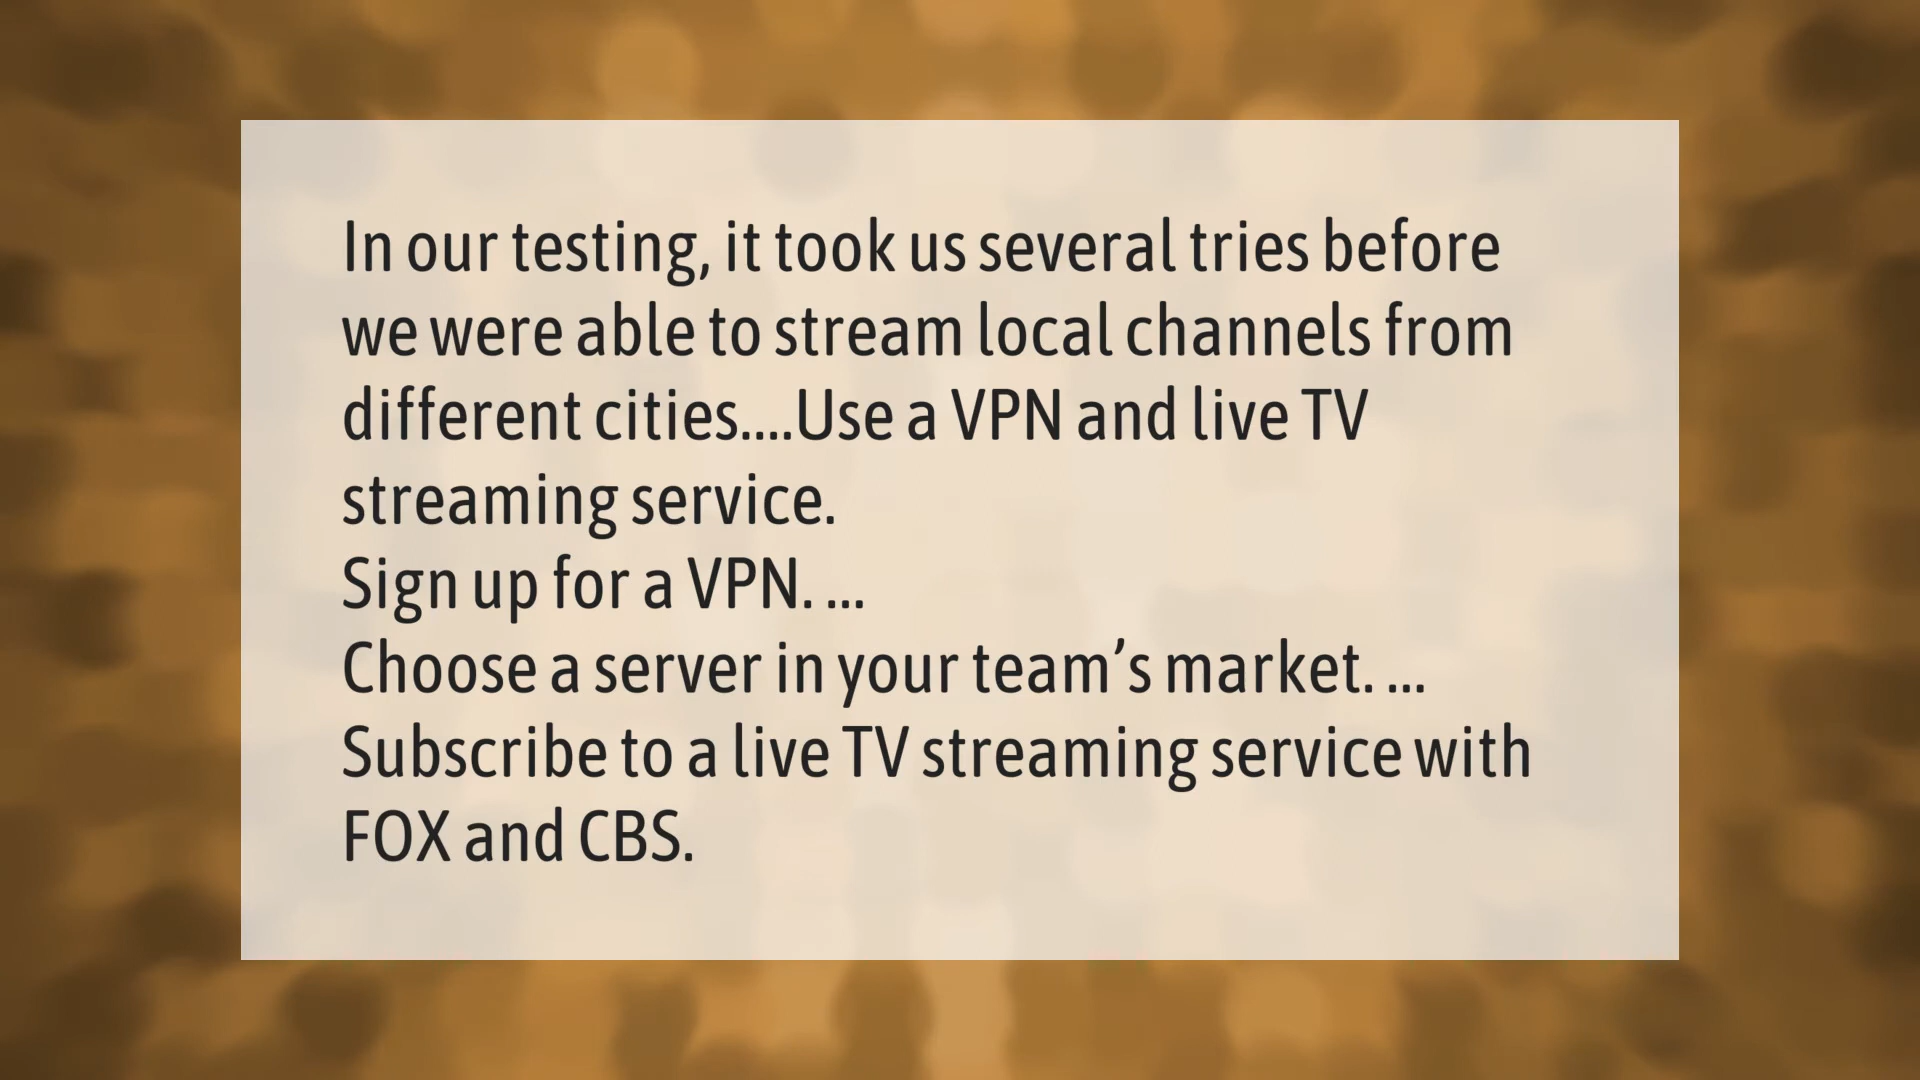 In our testing, it took us several tries before
we were able to stream local channels from
different cities....Use a VPN and live TV
streaming service.
Sign up for a VPN. ...
Choose a server in your team’s market. ...
Subscribe to a live TV streaming service with
FOX and CBS.